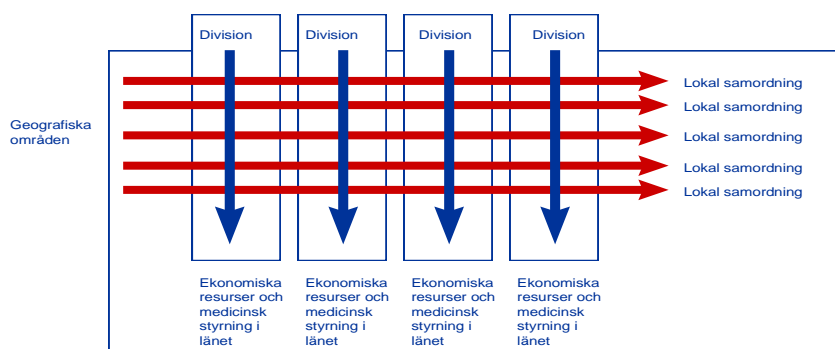 Division
Division
Division
Division
Geografiska
områden
Lokal samordning
Lokal samordning
Lokal samordning
Lokal samordning
Lokal samordning
Ekonomiska
resurser och
medicinsk
styrning i
länet
Ekonomiska
resurser och
medicinsk
styrning i
länet
Ekonomiska
resurser och
medicinsk
styrning i
länet
Ekonomiska
resurser och
medicinsk
styrning i
länet